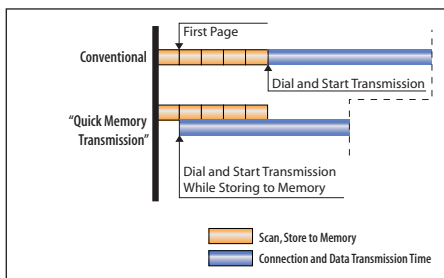 First Page
Conventional
Dial and Start Transmission
“Quick Memory
Transmission”
Dial and Start Transmission
While Storing to Memory
Scan, Store to Memory
Connection and Data Transmission Time